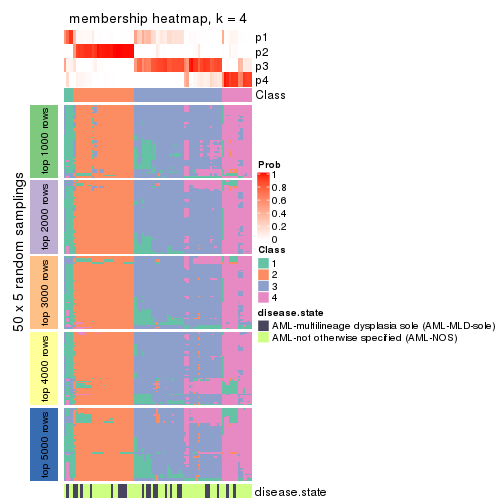 membership heatmap, k = 4
p1
p2
p3
p4
Class
50 x 5 random samplings
top 1000 rows
top 2000 rows
top 3000 rows
top 4000 rows
top 5000 rows
Prob
1
0.8
0.6
0.4
0.2
0
Class
1
2
3
4
disease.state
AML-multilineage dysplasia sole (AML-MLD-sole)
AML-not otherwise specified (AML-NOS)
disease.state